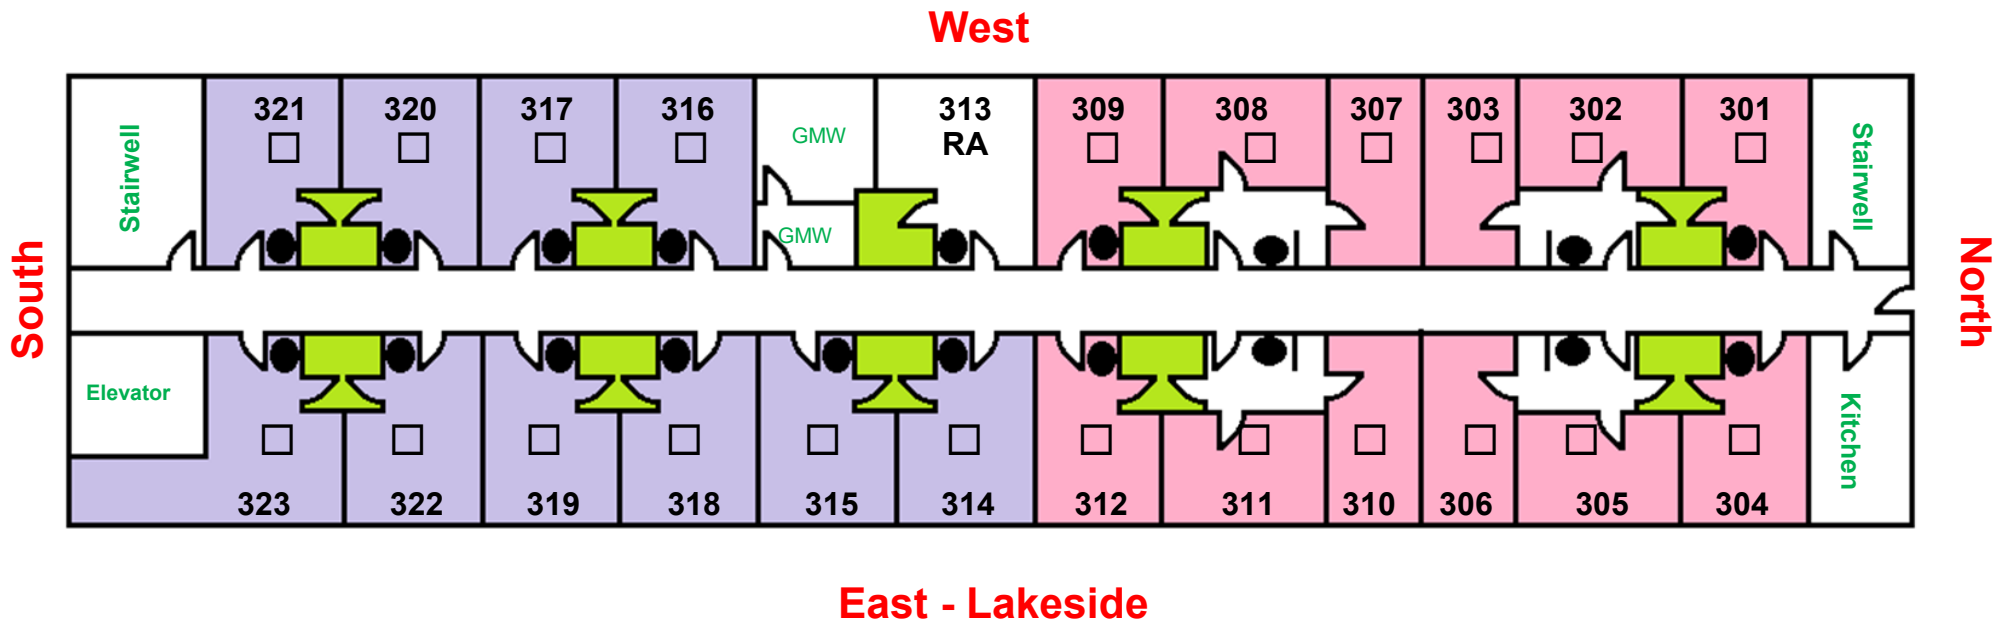 West
321
320
317
316
313
RA
309
308
307
303
302
301
GMW
GMW
Stairwell
Stairwell
South
North
Elevator
Kitchen
323
322
319
318
315
314
312
311
310
306
305
304
East - Lakeside